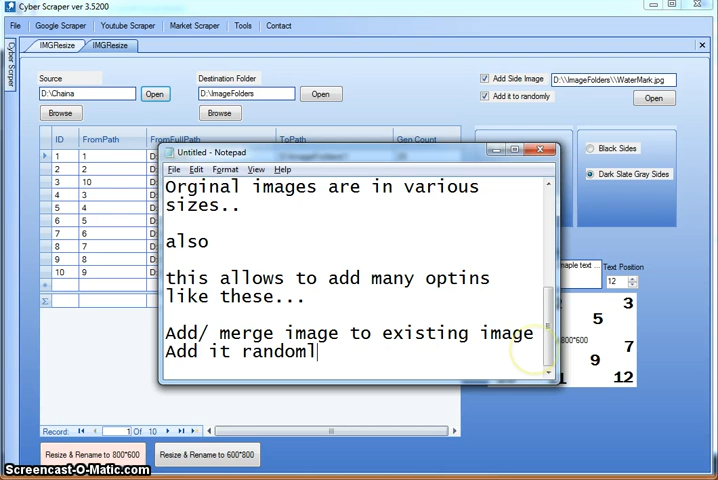 Cyber Scraper ver 3.5200
File Google Scraper Youtube Scraper Market Scraper Tools Contact
Cyber Scrper
IMGResize IMGResize
Source
Destination Folder
D:\Chaina Open
D:\ImageFolders Open
Browse Browse
Add Side Image D:\\ImageFolders\\WaterMark.jpg
Add it to randomly Open
ID FromPath FromFullPath ToPath Gen Count
1 1
2 2
3 10
4 3
5 4
6 5
7 6
8 7
9 8
10 9
Black Sides
Dark Slate Gray Sides
Text Position
12
3
5
800*600
7
9
12
Untitled - Notepad
File Edit Format View Help
Orginal images are in various
sizes..
also
this allows to add many optins
like these...
Add/ merge image to existing image
Add it randoml
Record: 1 Of 10
Resize & Rename to 800*600 Resize & Rename to 600*800
Screencast-O-Matic.com